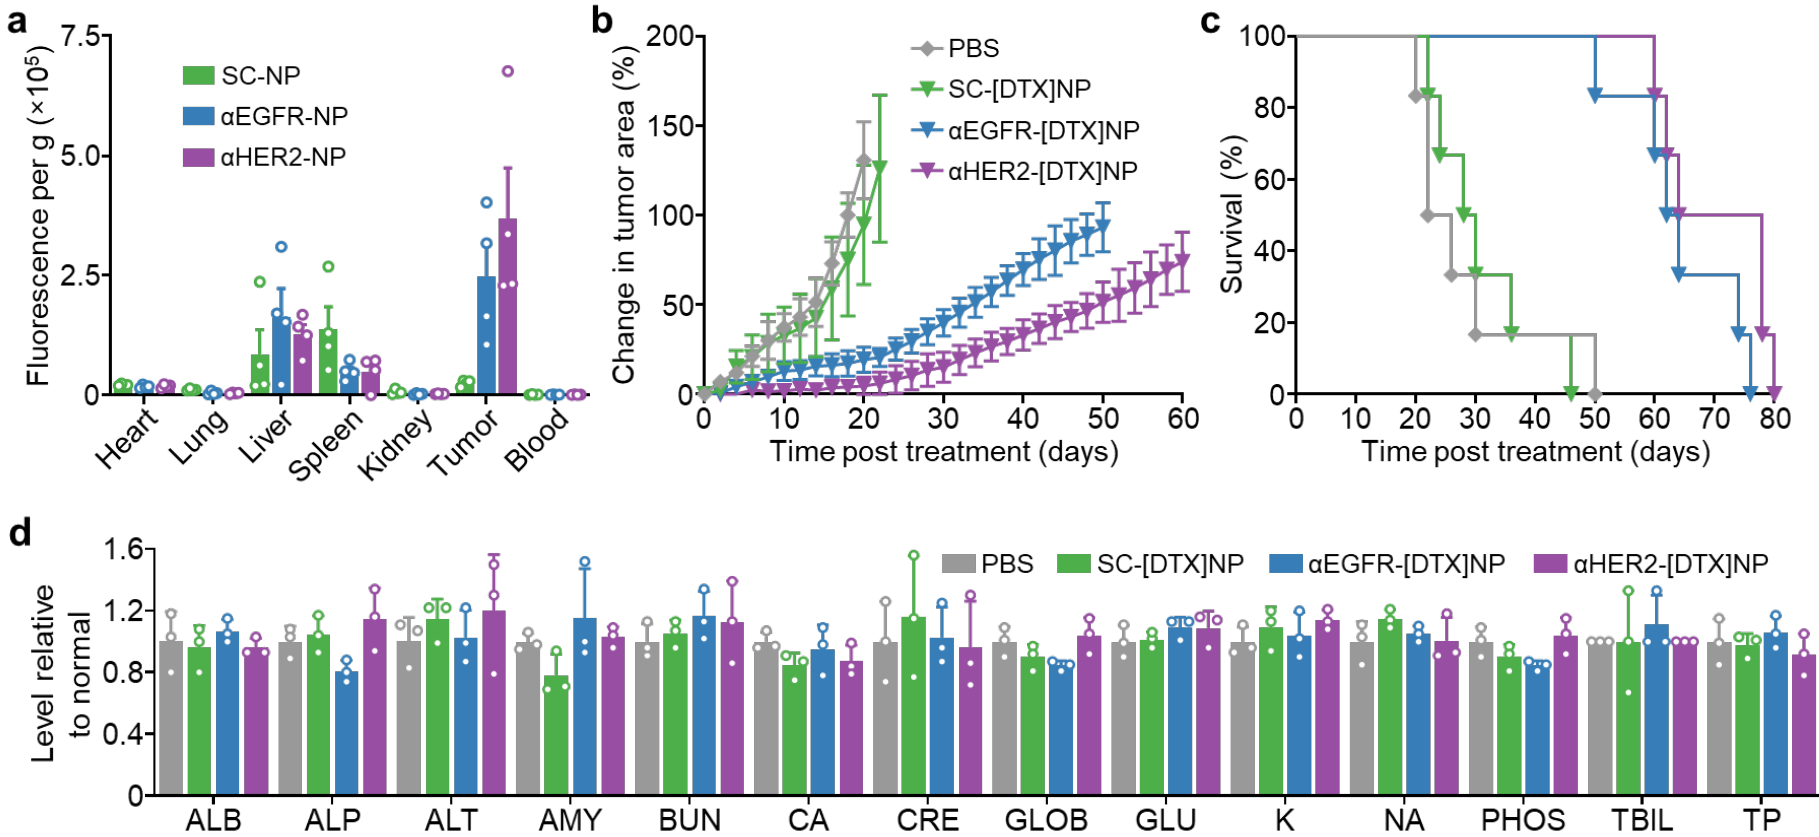 a
Fluorescence per g (×10⁵)
7.5
5.0
2.5
0
SC-NP
αEGFR-NP
αHER2-NP
Heart
Lung
Liver
Spleen
Kidney
Tumor
Blood
b
Change in tumor area (%)
200
150
100
50
0
PBS
SC-[DTX]NP
αEGFR-[DTX]NP
αHER2-[DTX]NP
0 10 20 30 40 50 60
Time post treatment (days)
c
Survival (%)
100
80
60
40
20
0
0 10 20 30 40 50 60 70 80
Time post treatment (days)
d
Level relative
to normal
1.6
1.2
0.8
0.4
0
PBS SC-[DTX]NP αEGFR-[DTX]NP αHER2-[DTX]NP
ALB ALP ALT AMY BUN CA CRE GLOB GLU K NA PHOS TBIL TP